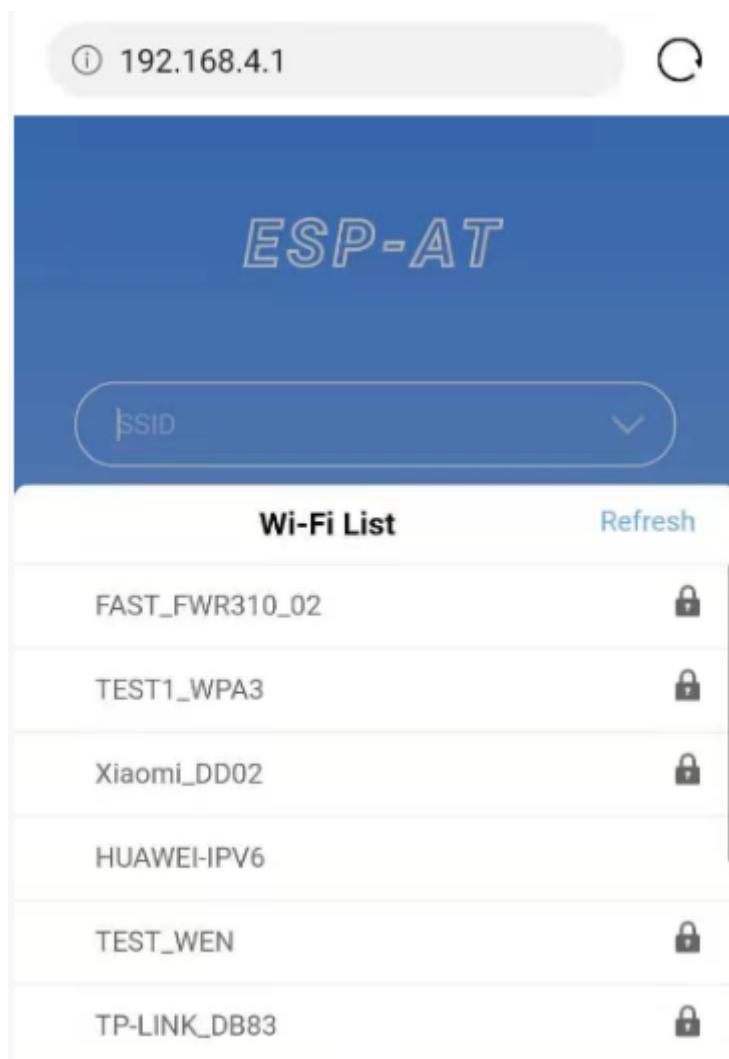 192.168.4.1
ESP-AT
SSID
Wi-Fi List Refresh
FAST_FWR310_02
TEST1_WPA3
Xiaomi_DD02
HUAWEI-IPV6
TEST_WEN
TP-LINK_DB83